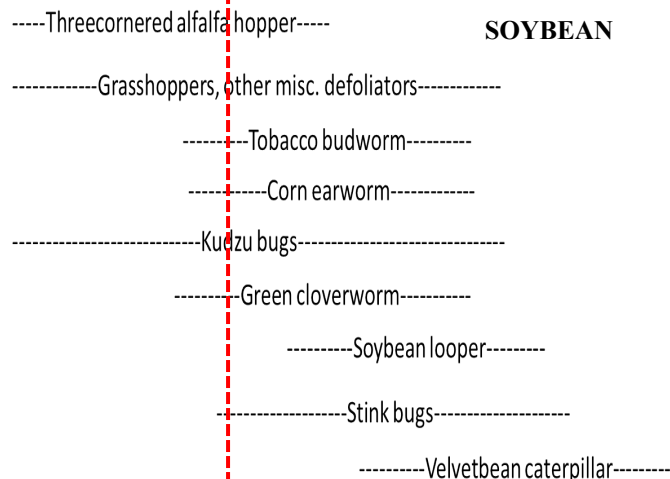 -----Threecornered alfalfa hopper-----
SOYBEAN
-------------Grasshoppers, other misc. defoliators-------------
----------Tobacco budworm----------
------------Corn earworm-------------
-----------------------------Kudzu bugs--------------------------------
----------Green cloverworm-----------
----------Soybean looper---------
--------------------Stink bugs---------------------
----------Velvetbean caterpillar---------